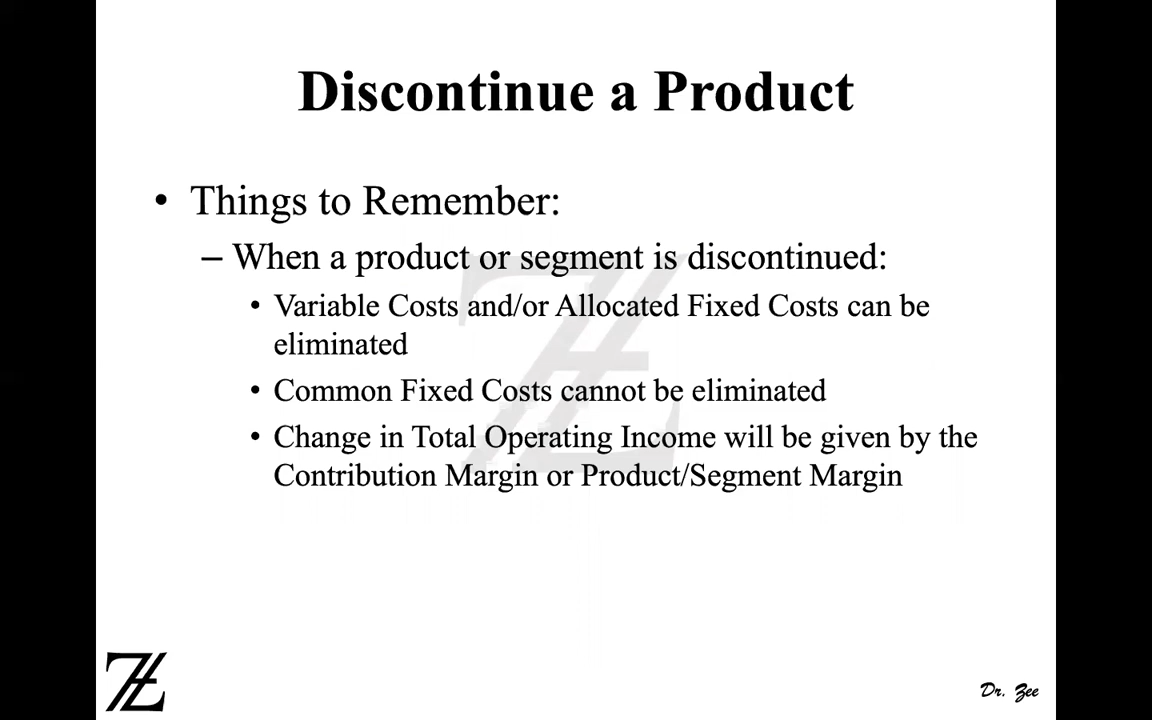 Discontinue a Product
• Things to Remember:
– When a product or segment is discontinued:
• Variable Costs and/or Allocated Fixed Costs can be
eliminated
• Common Fixed Costs cannot be eliminated
• Change in Total Operating Income will be given by the
Contribution Margin or Product/Segment Margin
Dr. Zee